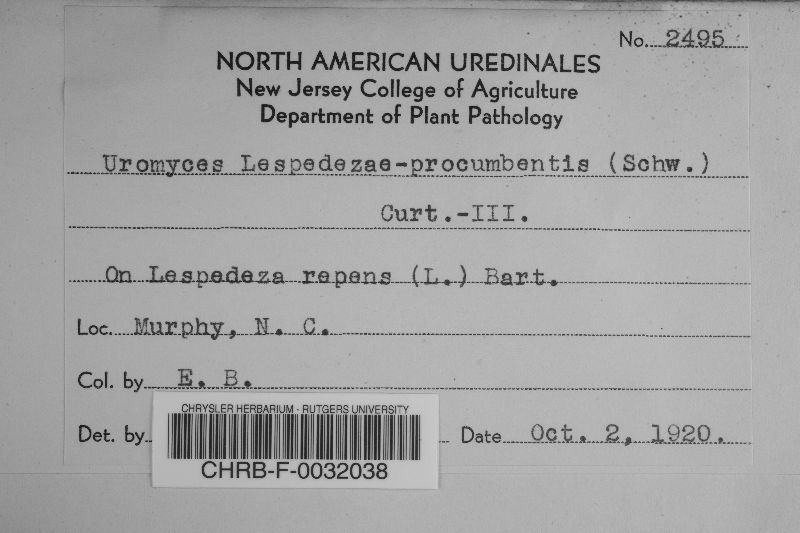 No. 2495
NORTH AMERICAN UREDINALES
New Jersey College of Agriculture
Department of Plant Pathology
Uromyces Lespedezae-procumbentis (Schw.)
Curt.-III.
On Lespedeza repens (L.) Bart.
Loc. Murphy, N. C.
Col. by E. B.
CHRYSLER HERBARIUM - RUTGERS UNIVERSITY
Det. by Date Oct. 2, 1920.
CHRB-F-0032038